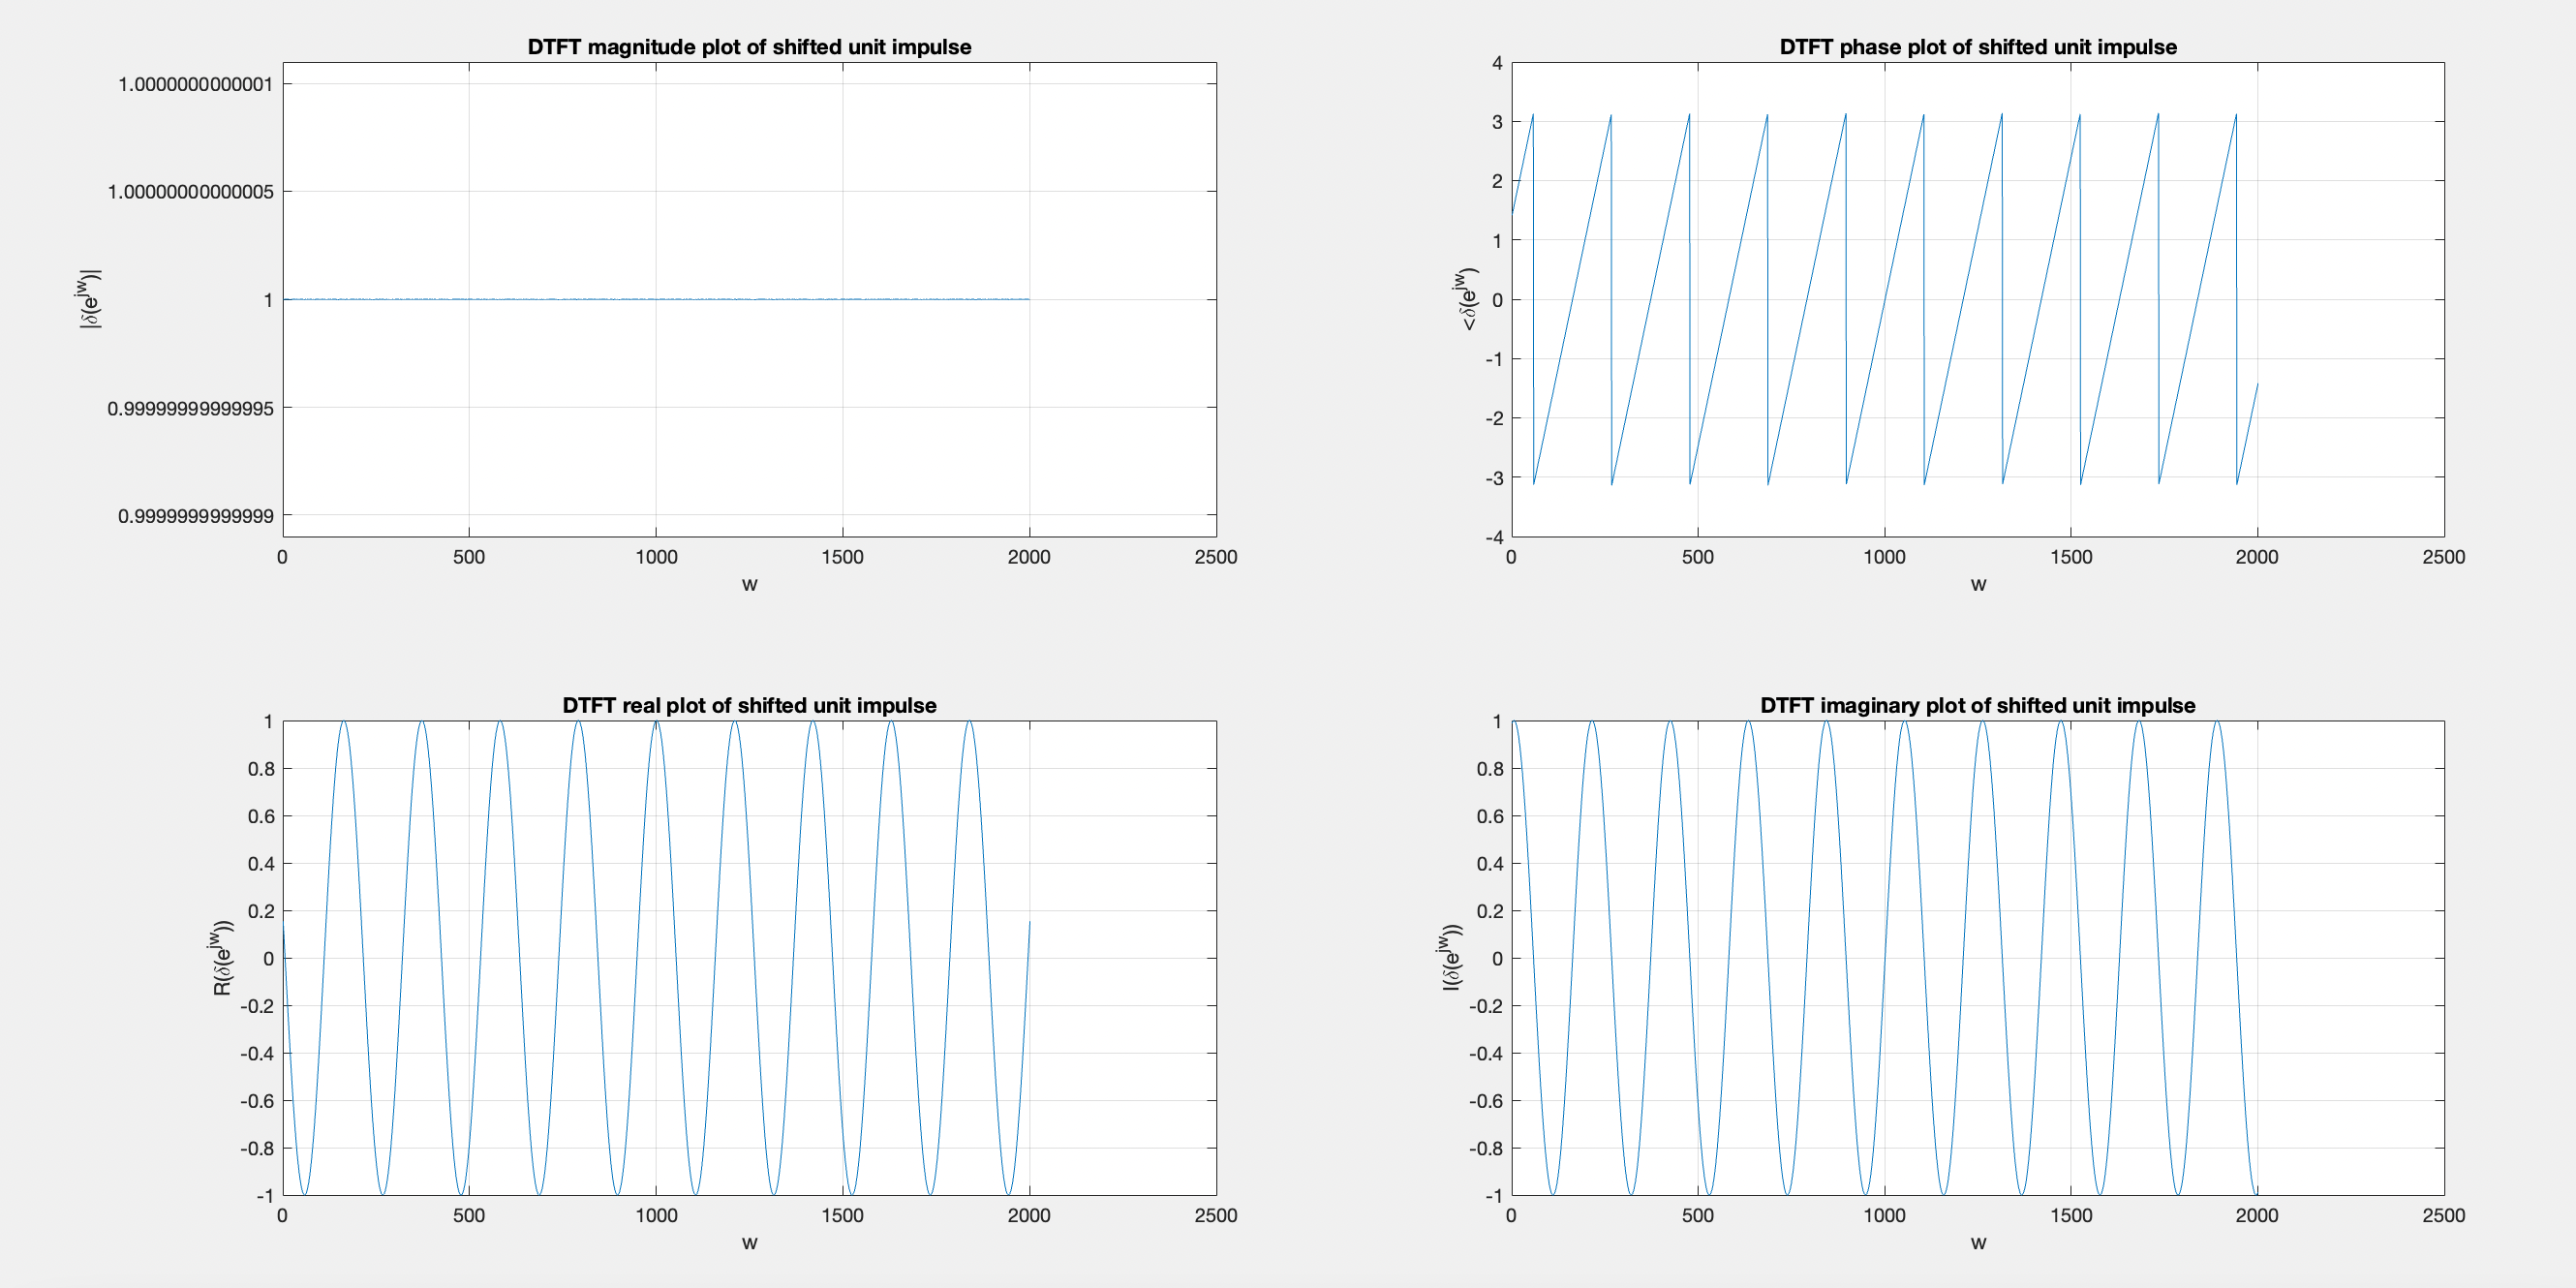 DTFT magnitude plot of shifted unit impulse
1.0000000000001
1.00000000000005
1
0.99999999999995
0.9999999999999
|δ(e^jw)|
0 500 1000 1500 2000 2500
w
DTFT phase plot of shifted unit impulse
4
3
2
1
0
-1
-2
-3
-4
<δ(e^jw)
0 500 1000 1500 2000 2500
w
DTFT real plot of shifted unit impulse
1
0.8
0.6
0.4
0.2
0
-0.2
-0.4
-0.6
-0.8
-1
R(δ(e^jw))
0 500 1000 1500 2000 2500
w
DTFT imaginary plot of shifted unit impulse
1
0.8
0.6
0.4
0.2
0
-0.2
-0.4
-0.6
-0.8
-1
I(δ(e^jw))
0 500 1000 1500 2000 2500
w